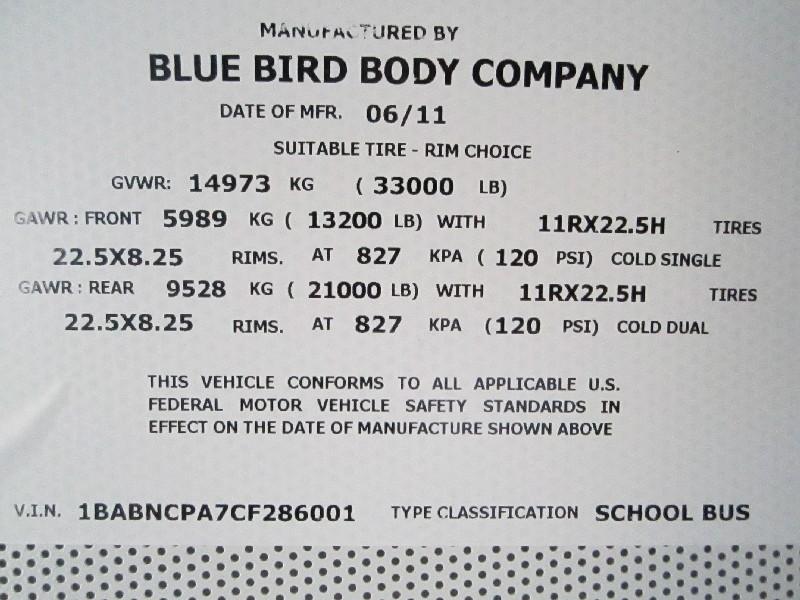 MANUFACTURED BY
BLUE BIRD BODY COMPANY
DATE OF MFR. 06/11
SUITABLE TIRE - RIM CHOICE
GVWR: 14973 KG ( 33000 LB)
GAWR : FRONT 5989 KG ( 13200 LB) WITH 11RX22.5H TIRES
22.5X8.25 RIMS. AT 827 KPA ( 120 PSI) COLD SINGLE
GAWR : REAR 9528 KG ( 21000 LB) WITH 11RX22.5H TIRES
22.5X8.25 RIMS. AT 827 KPA (120 PSI) COLD DUAL
THIS VEHICLE CONFORMS TO ALL APPLICABLE U.S.
FEDERAL MOTOR VEHICLE SAFETY STANDARDS IN
EFFECT ON THE DATE OF MANUFACTURE SHOWN ABOVE
V.I.N. 1BABNCPA7CF286001 TYPE CLASSIFICATION SCHOOL BUS